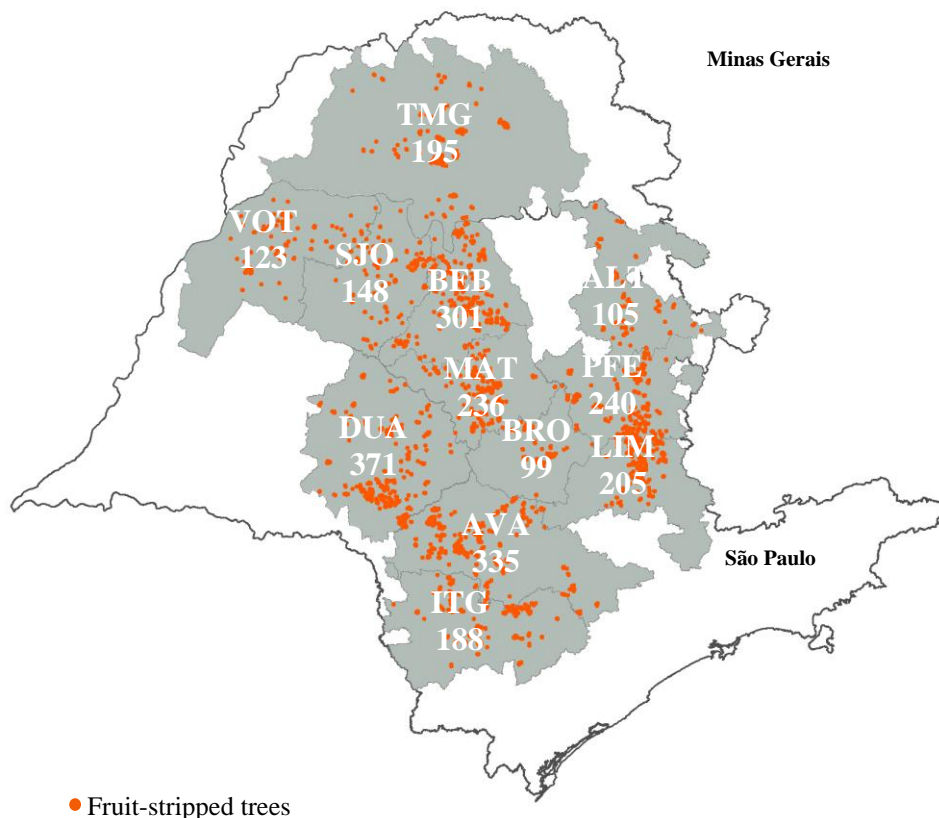 Minas Gerais
TMG
195
VOT
123
SJO
148
BEB
301
ALT
105
MAT
236
PFE
240
DUA
371
BRO
99
LIM
205
AVA
335
São Paulo
ITG
188
Fruit-stripped trees